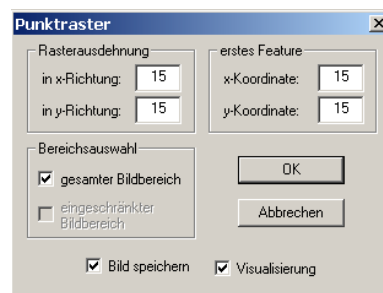 Punktraster
Rasterausdehnung
in x-Richtung: 15
in y-Richtung: 15
erstes Feature
x-Koordinate: 15
y-Koordinate: 15
Bereichsauswahl
gesamter Bildbereich
eingeschränkter
Bildbereich
OK
Abbrechen
Bild speichern
Visualisierung